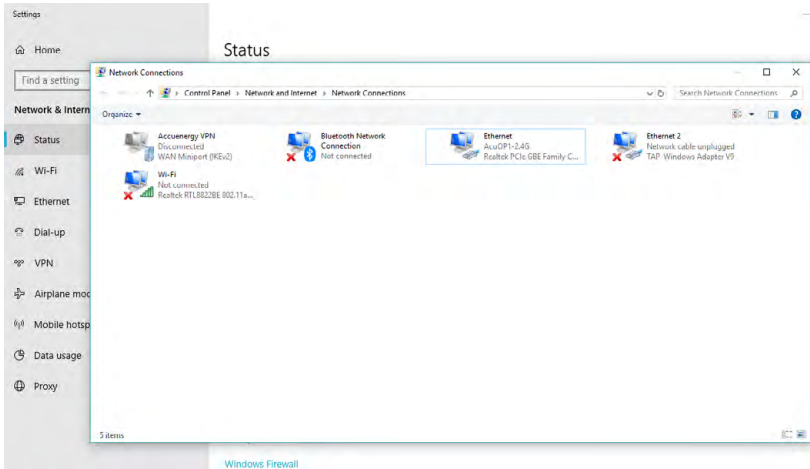 Settings
Home
Status
Find a setting
Network & Intern
Status
Wi-Fi
Ethernet
Dial-up
VPN
Airplane mod
Mobile hotsp
Data usage
Proxy
Network Connections
Control Panel › Network and Internet › Network Connections
Search Network Connections
Organize
Accuenergy VPN
Disconnected
WAN Miniport (IKEv2)
Bluetooth Network
Connection
Not connected
Ethernet
AcuOP1-2.4G
Realtek PCIe GBE Family C...
Ethernet 2
Network cable unplugged
TAP-Windows Adapter V9
Wi-Fi
Not connected
Realtek RTL8822BE 802.11a...
5 items
Windows Firewall